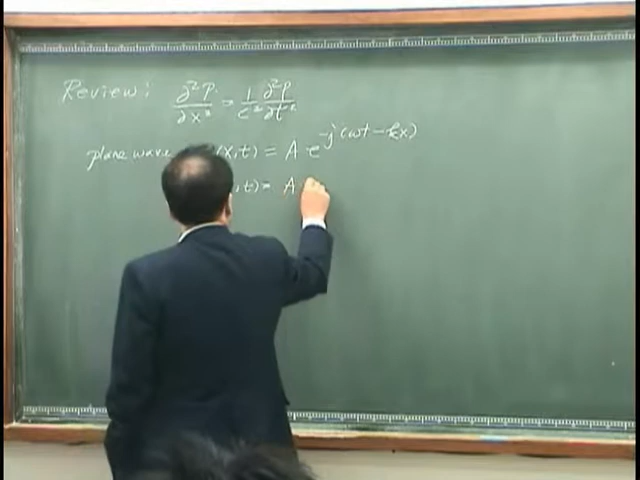 Review: ∂²P/∂x² = 1/c² ∂²P/∂t²
plane wave (x,t) = A · e^-j(ωt-kx)
,t) = A